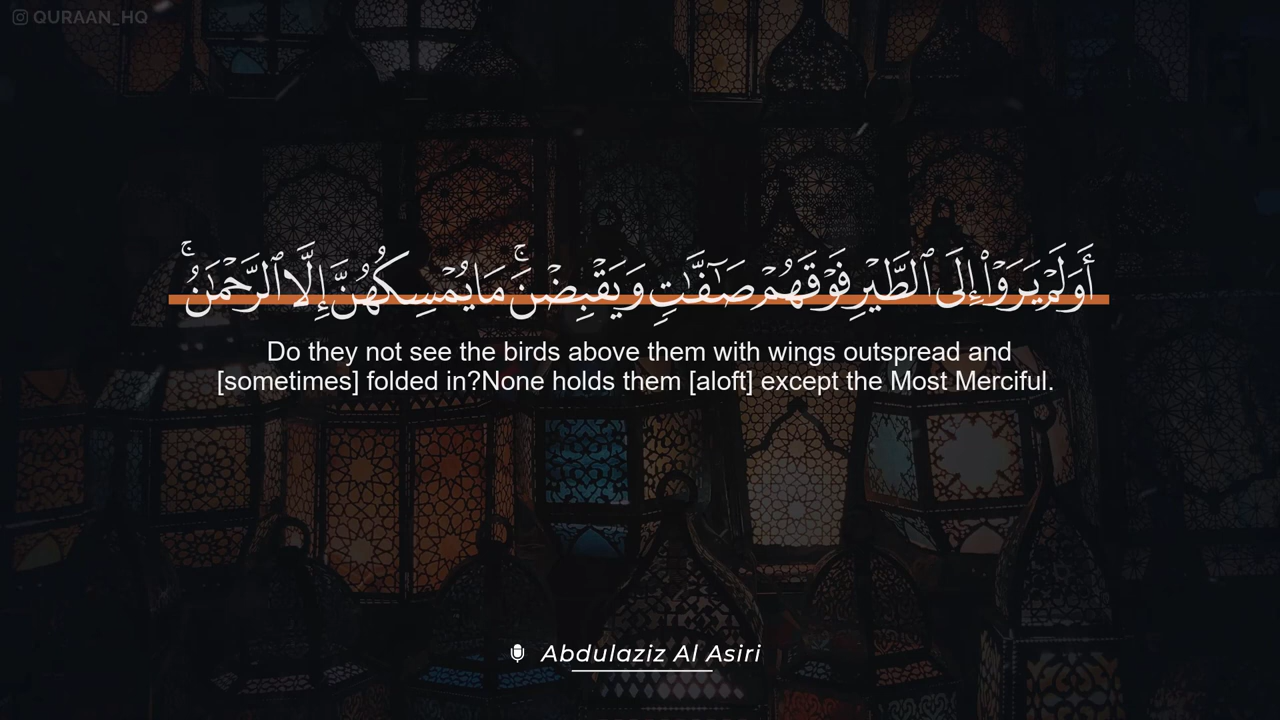 QURAAN_HQ
أَوَلَمْ يَرَوْا۟ إِلَى ٱلطَّيْرِ فَوْقَهُمْ صَـٰٓفَّـٰتٍ وَيَقْبِضْنَ ۚ مَا يُمْسِكُهُنَّ إِلَّا ٱلرَّحْمَـٰنُ ۚ
Do they not see the birds above them with wings outspread and
[sometimes] folded in?None holds them [aloft] except the Most Merciful.
Abdulaziz Al Asiri